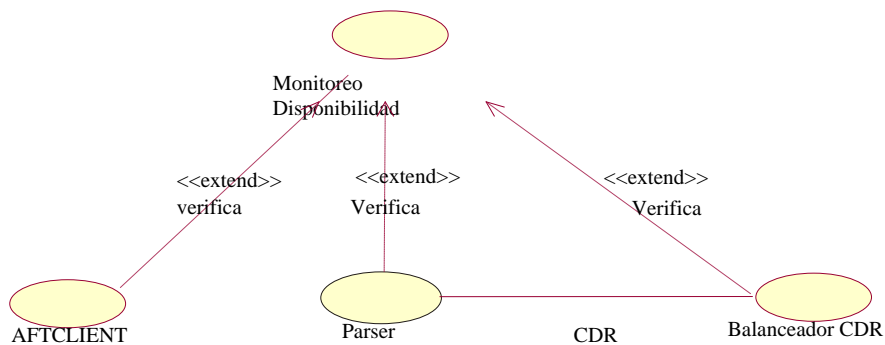 Monitoreo
Disponibilidad
<<extend>>
verifica
<<extend>>
Verifica
<<extend>>
Verifica
AFTCLIENT
Parser
CDR
Balanceador CDR